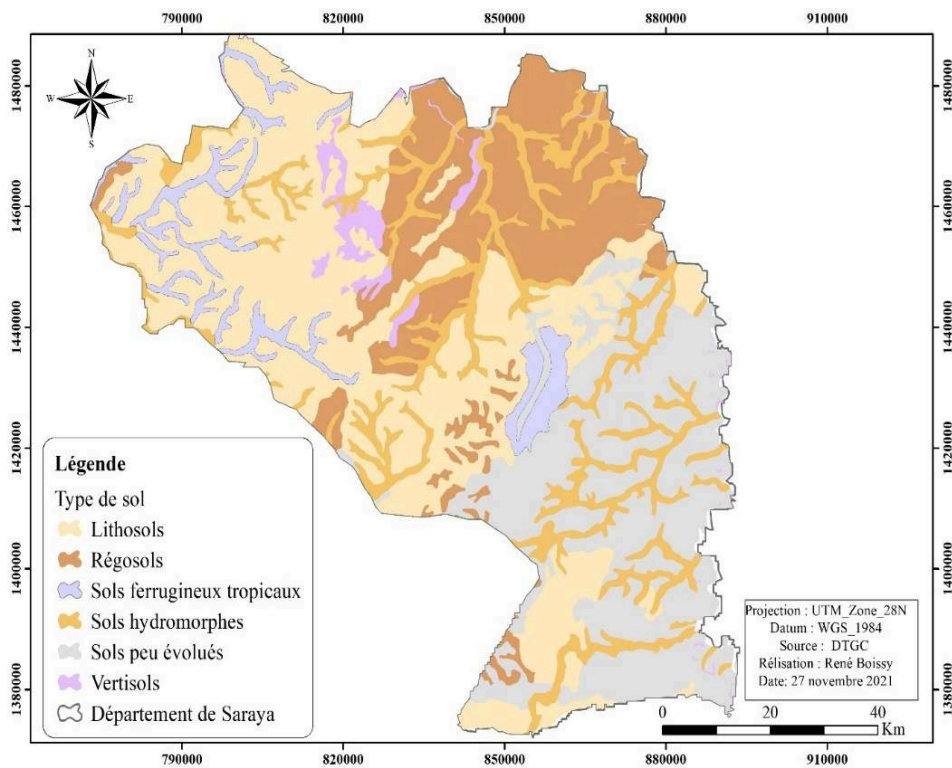 790000 820000 850000 880000 910000
N
W E
S
1480000 1480000
1460000 1460000
1440000 1440000
1420000 1420000
1400000 1400000
1380000 1380000
Légende
Type de sol
Lithosols
Régosols
Sols ferrugineux tropicaux
Sols hydromorphes
Sols peu évolués
Vertisols
Département de Saraya
Projection : UTM_Zone_28N
Datum : WGS_1984
Source : DTGC
Rélisation : René Boissy
Date: 27 novembre 2021
0 10 20 40
Km
790000 820000 850000 880000 910000